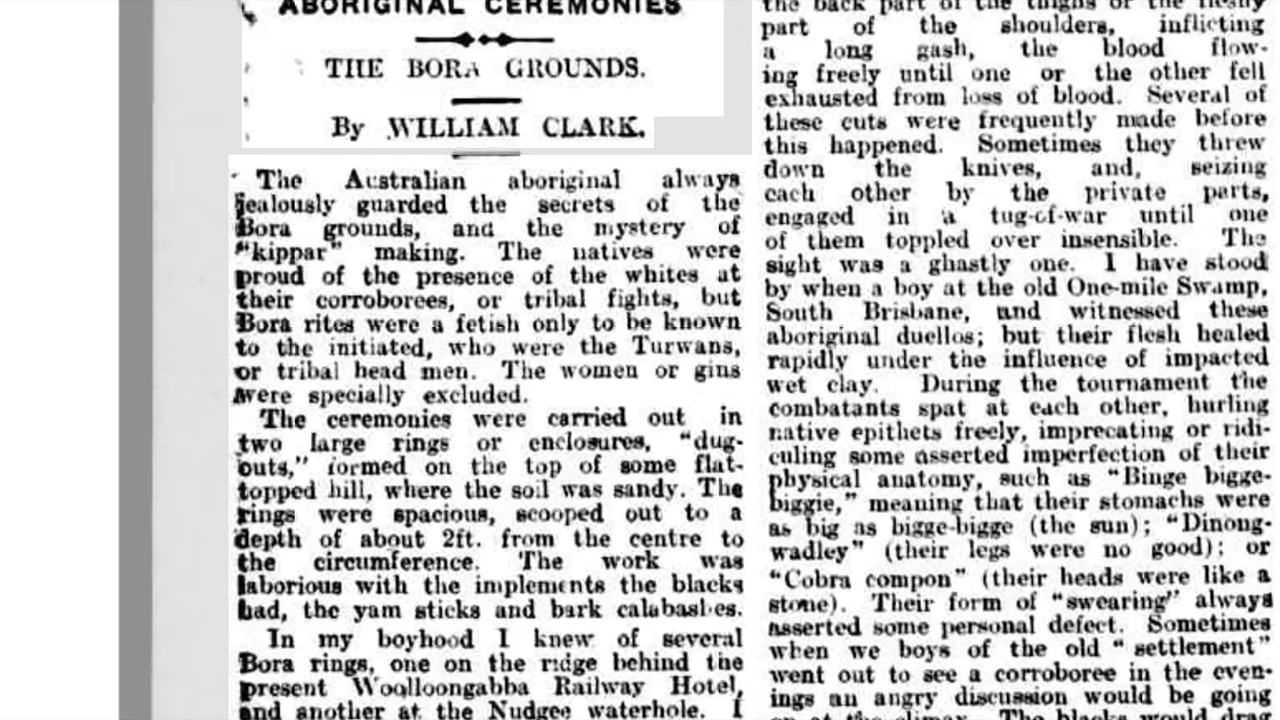 ABORIGINAL CEREMONIES
THE BORA GROUNDS.
By WILLIAM CLARK.
The Australian aboriginal always
jealously guarded the secrets of the
Bora grounds, and the mystery of
"kippar" making. The natives were
proud of the presence of the whites at
their corroborees, or tribal fights, but
Bora rites were a fetish only to be known
to the initiated, who were the Turwans,
or tribal head men. The women or gins
were specially excluded.
The ceremonies were carried out in
two large rings or enclosures, "dug-
outs," formed on the top of some flat-
topped hill, where the soil was sandy. The
rings were spacious, scooped out to a
depth of about 2ft. from the centre to
the circumference. The work was
laborious with the implements the blacks
had, the yam sticks and bark calabashes.
In my boyhood I knew of several
Bora rings, one on the ridge behind the
present Woolloongabba Railway Hotel,
and another at the Nudgee waterhole. I
the back part of the thighs or the fleshy
part of the shoulders, inflicting
a long gash, the blood flow-
ing freely until one or the other fell
exhausted from loss of blood. Several of
these cuts were frequently made before
this happened. Sometimes they threw
down the knives, and, seizing
each other by the private parts,
engaged in a tug-of-war until one
of them toppled over insensible. The
sight was a ghastly one. I have stood
by when a boy at the old One-mile Swamp,
South Brisbane, and witnessed these
aboriginal duellos; but their flesh healed
rapidly under the influence of impacted
wet clay. During the tournament the
combatants spat at each other, hurling
native epithets freely, imprecating or ridi-
culing some asserted imperfection of their
physical anatomy, such as "Binge bigge-
biggie," meaning that their stomachs were
as big as bigge-bigge (the sun); "Dinong-
wadley" (their legs were no good); or
"Cobra compon" (their heads were like a
stone). Their form of "swearing" always
asserted some personal defect. Sometimes
when we boys of the old "settlement"
went out to see a corroboree in the even-
ings an angry discussion would be going
on at the climax. The blacks would drag